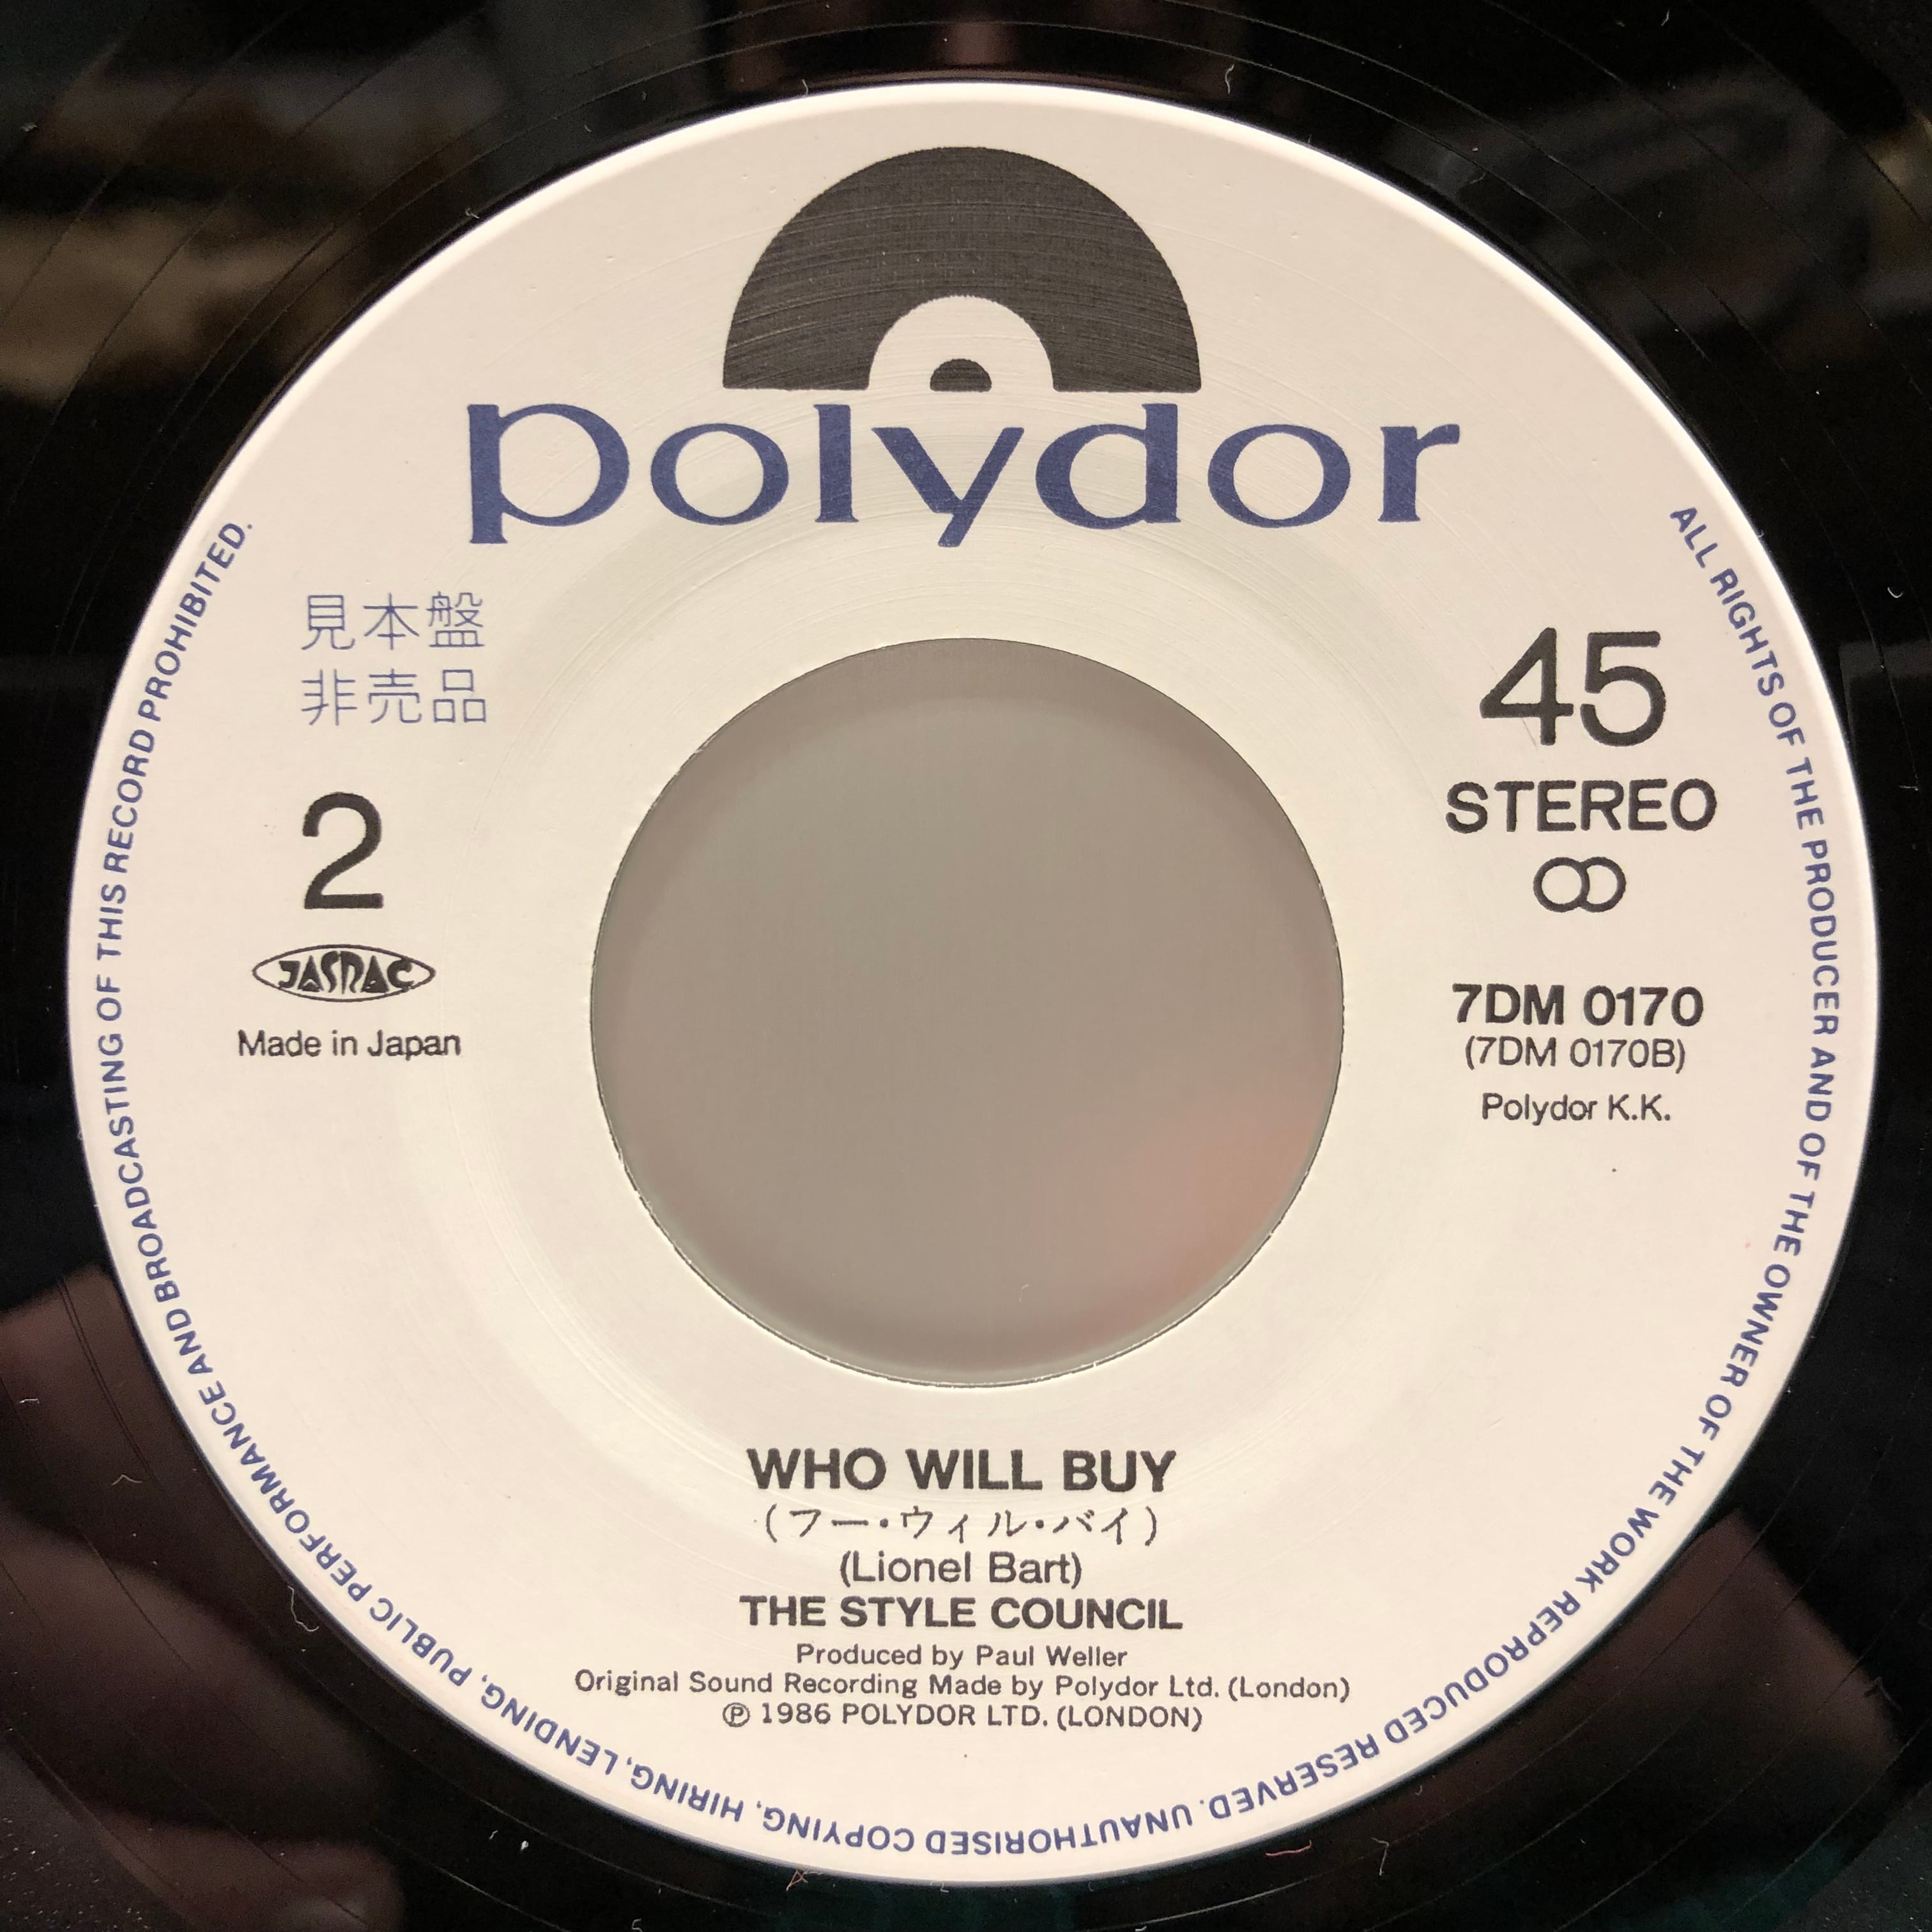 polydor
見本盤
非売品
2
JASRAC
Made in Japan
45
STEREO
7DM 0170
(7DM 0170B)
Polydor K.K.
WHO WILL BUY
(フー・ウィル・バイ)
(Lionel Bart)
THE STYLE COUNCIL
Produced by Paul Weller
Original Sound Recording Made by Polydor Ltd. (London)
℗ 1986 POLYDOR LTD. (LONDON)
ALL RIGHTS OF THE PRODUCER AND OF THE OWNER OF THE WORK REPRODUCED RESERVED. UNAUTHORISED COPYING, HIRING, LENDING, PUBLIC PERFORMANCE AND BROADCASTING OF THIS RECORD PROHIBITED.